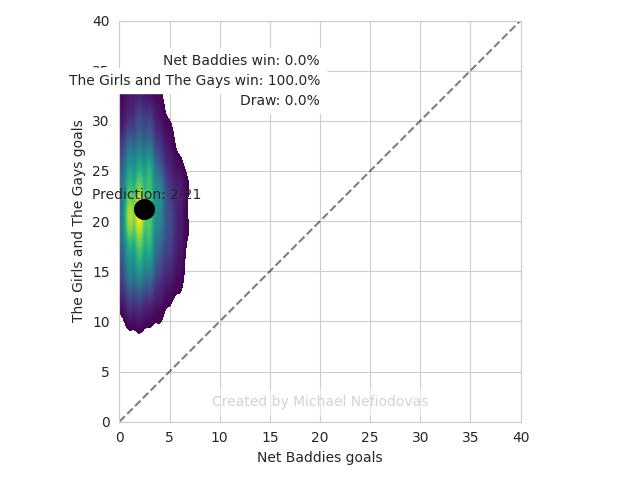 40
Net Baddies win: 0.0%
35
The Girls and The Gays win: 100.0%
Draw: 0.0%
30
25
Prediction: 2-21
20
15
10
5
0
The Girls and The Gays goals
Created by Michael Nefiodovas
0 5 10 15 20 25 30 35 40
Net Baddies goals